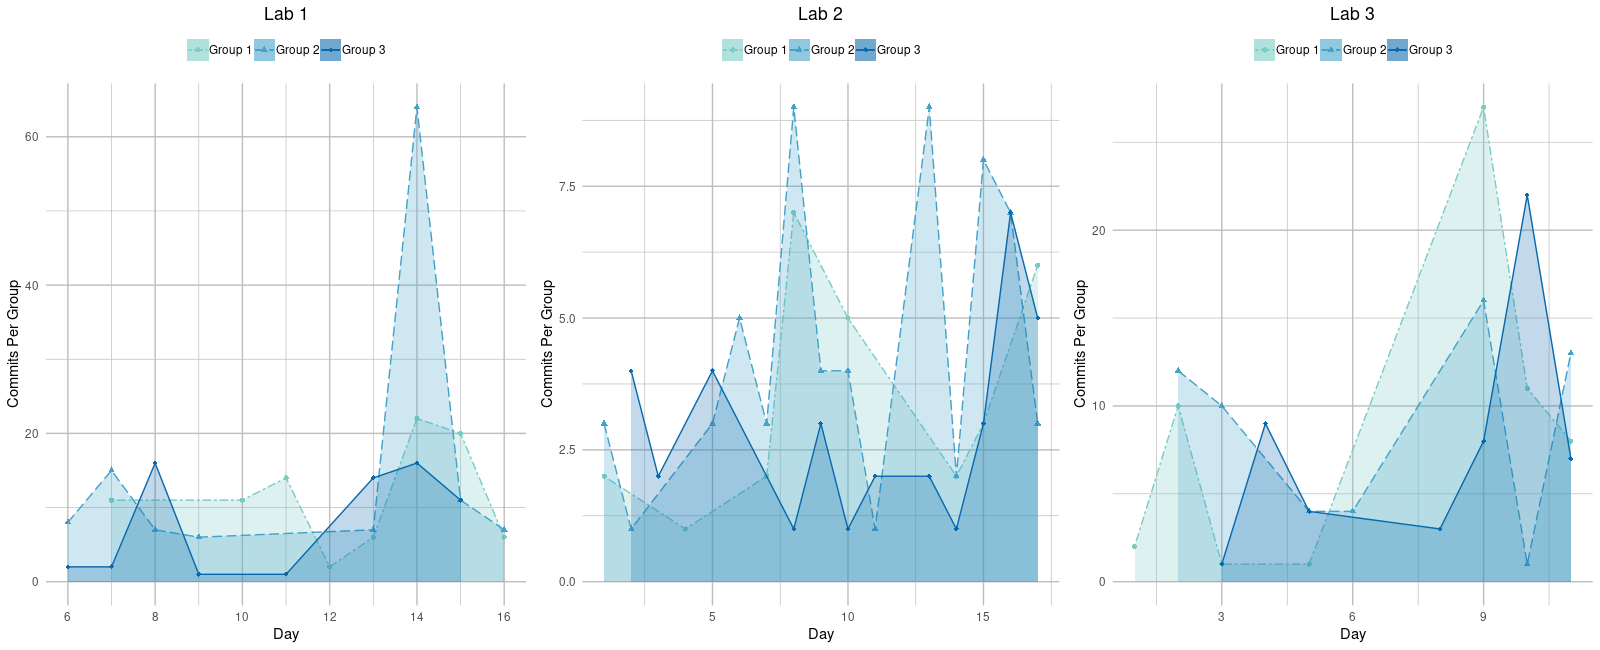 Lab 1
Group 1 Group 2 Group 3
Commits Per Group
60
40
20
0
6 8 10 12 14 16
Day
Lab 2
Group 1 Group 2 Group 3
Commits Per Group
7.5
5.0
2.5
0.0
5 10 15
Day
Lab 3
Group 1 Group 2 Group 3
Commits Per Group
20
10
0
3 6 9
Day